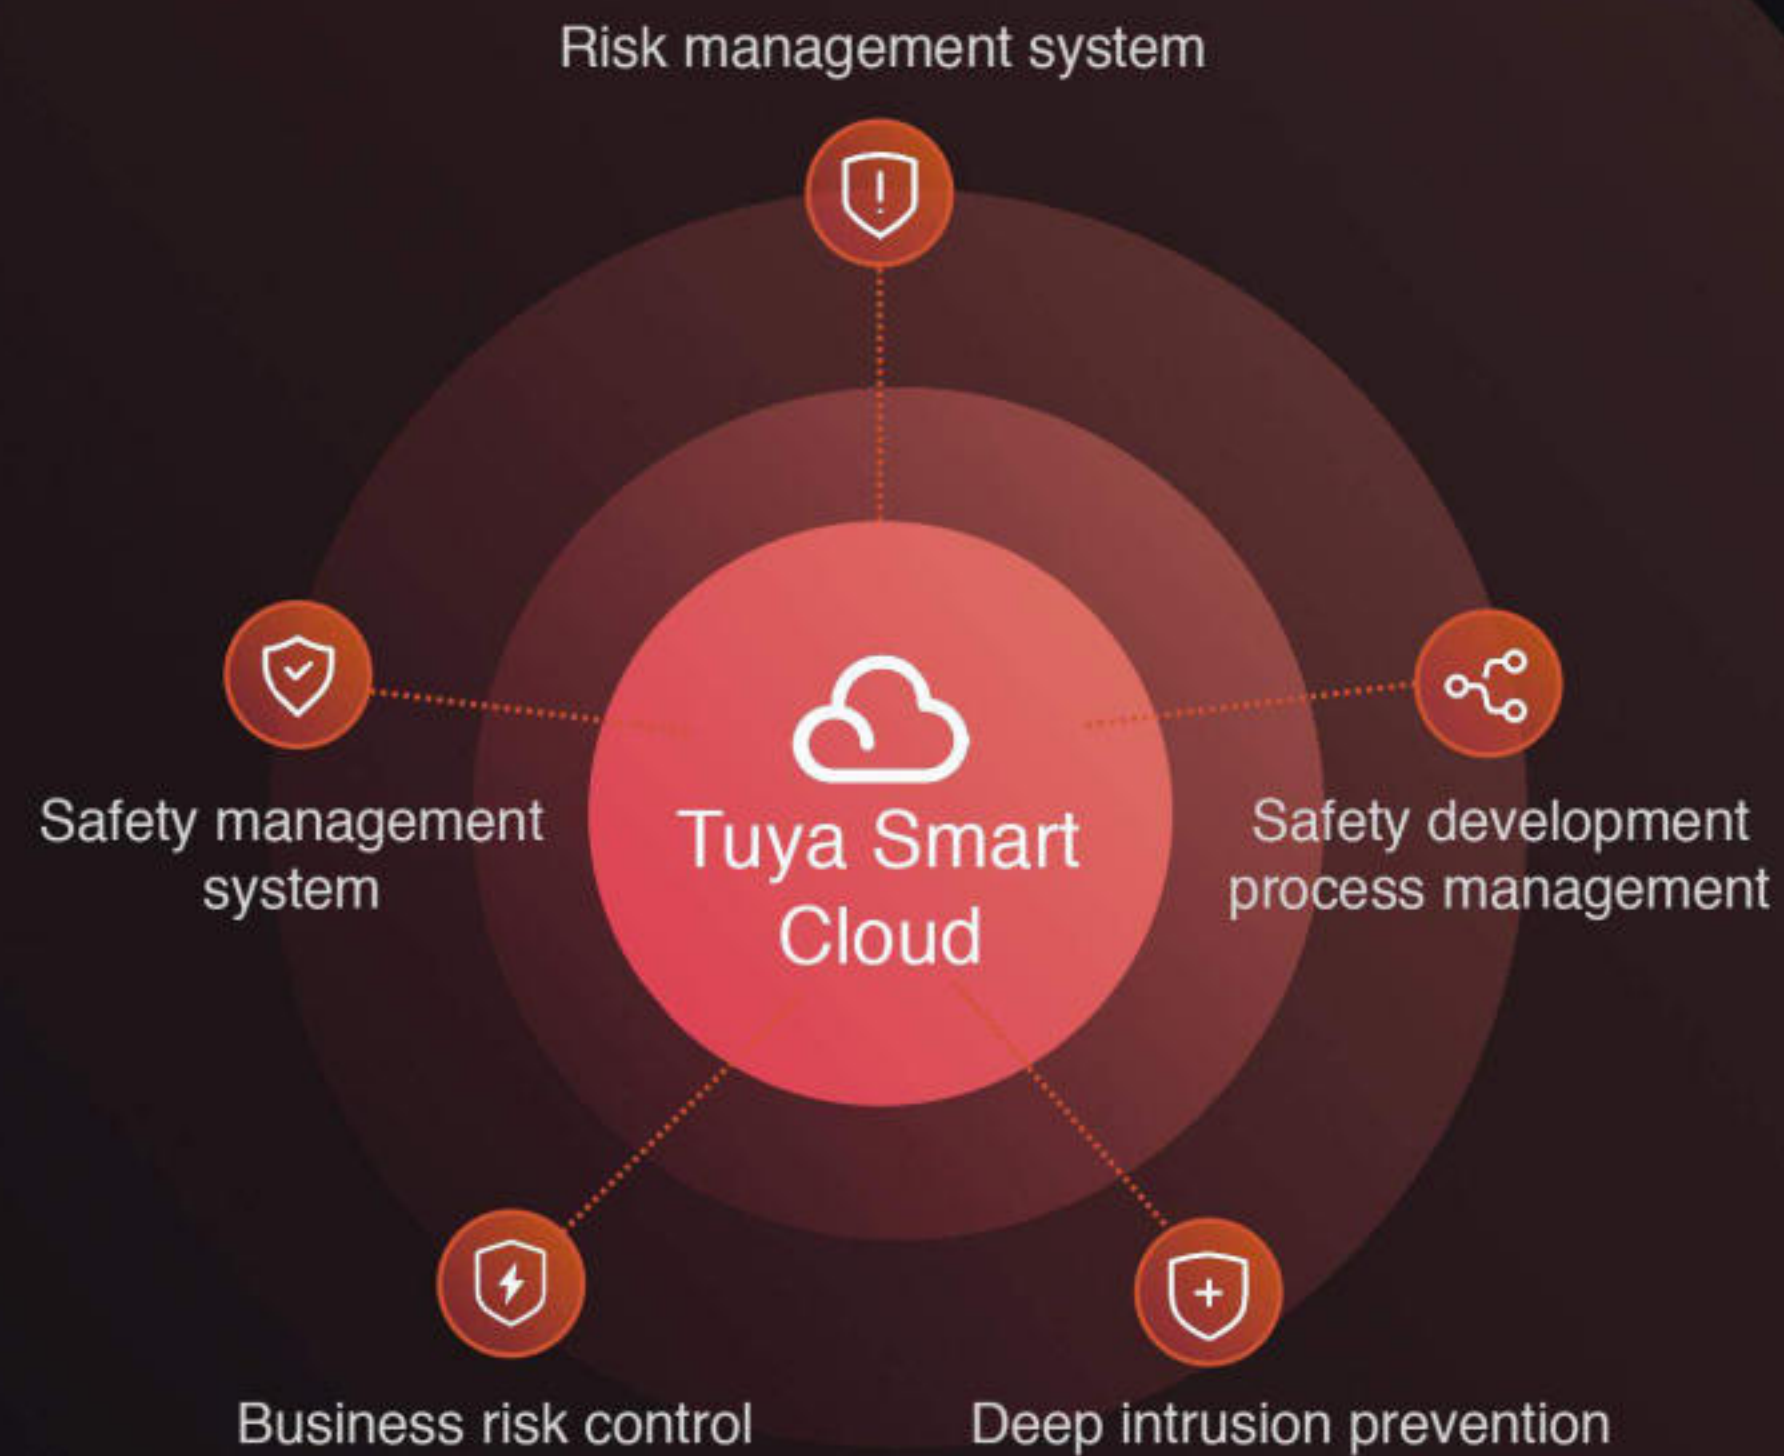 Risk management system
Safety management
system
Tuya Smart
Cloud
Safety development
process management
Business risk control
Deep intrusion prevention